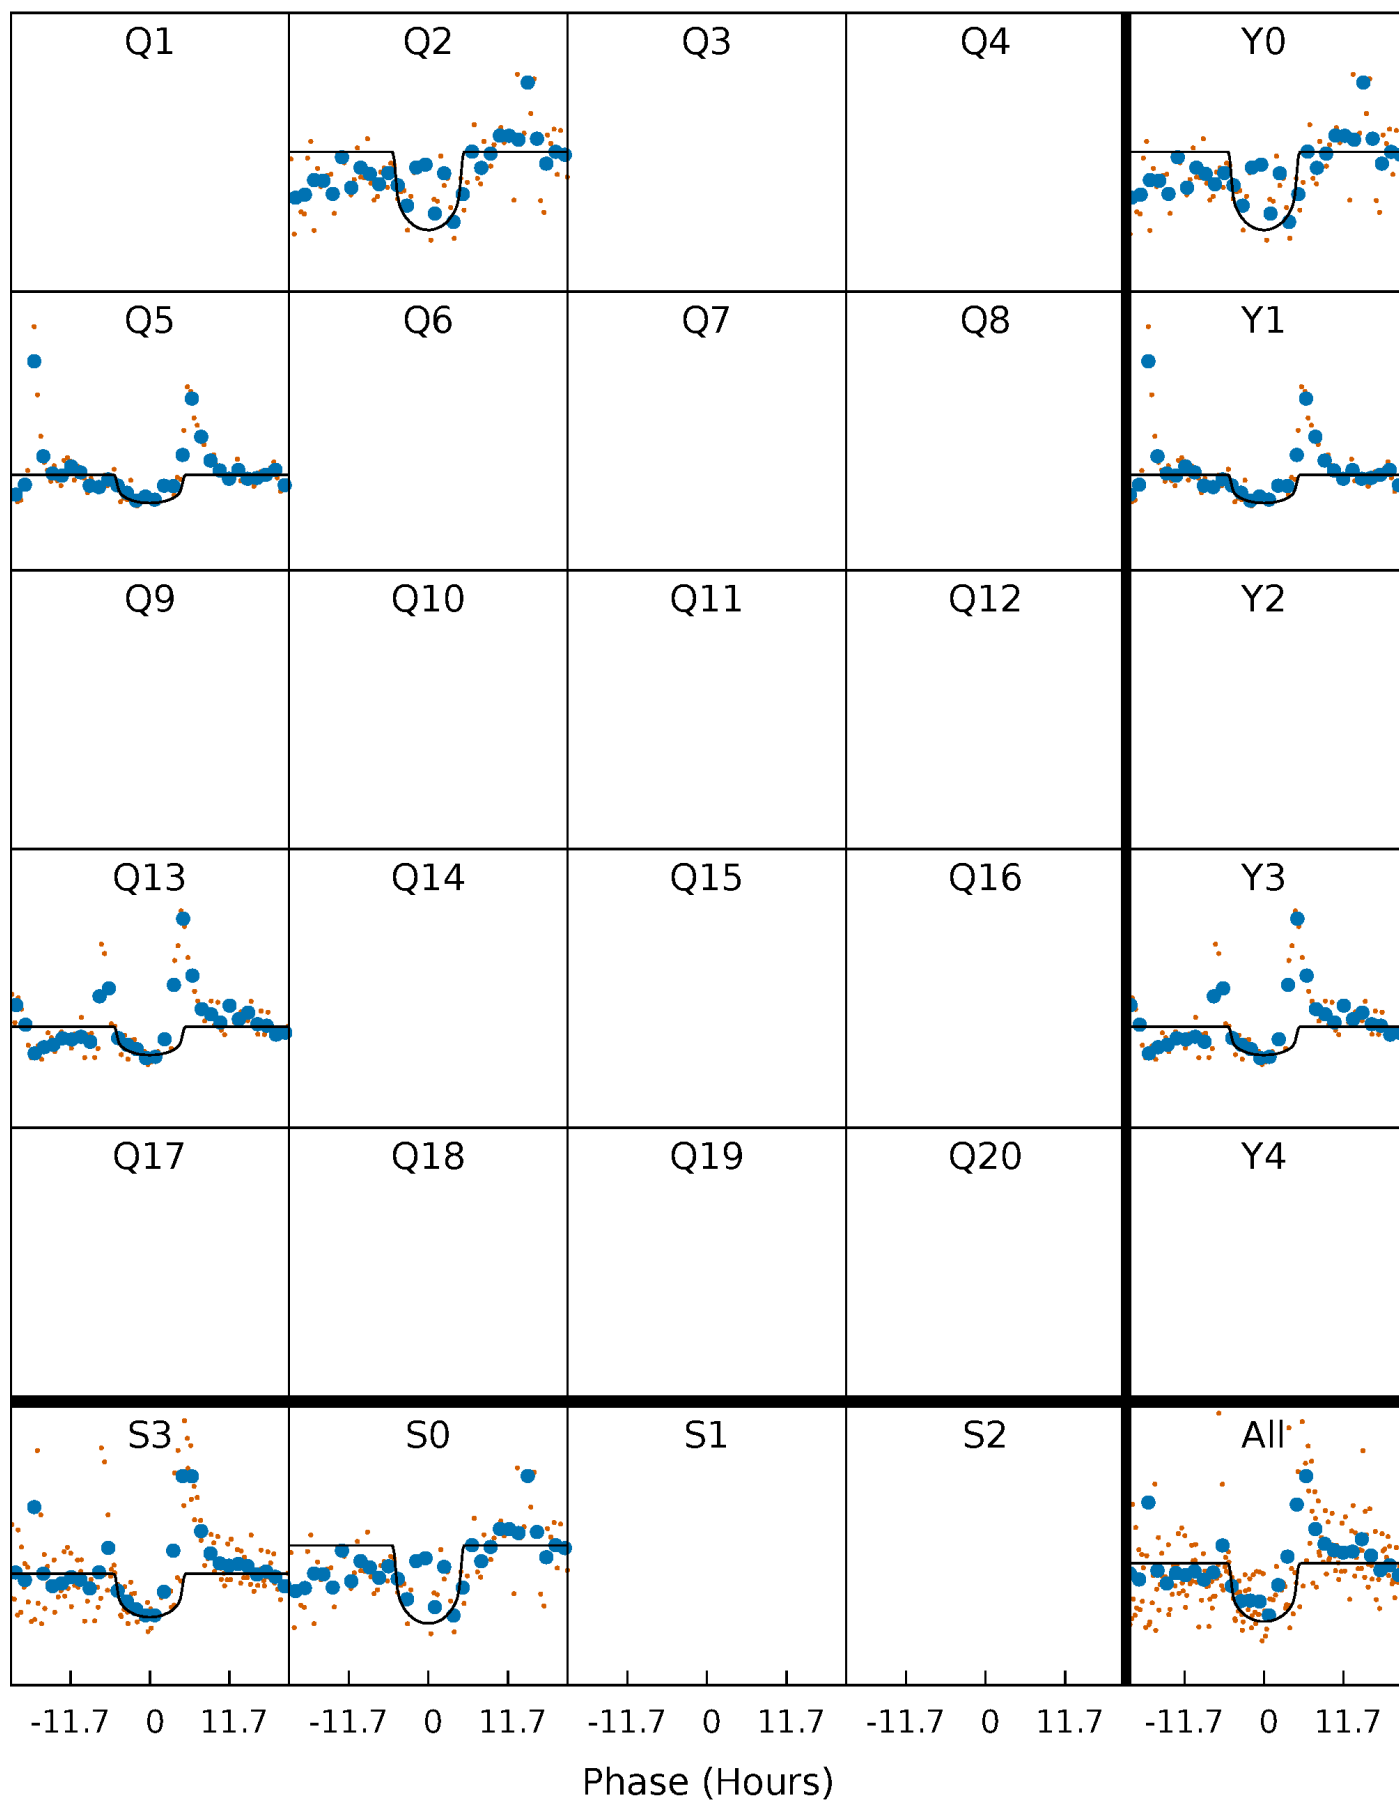 Q1 Q2 Q3 Q4 Y0
Q5 Q6 Q7 Q8 Y1
Q9 Q10 Q11 Q12 Y2
Q13 Q14 Q15 Q16 Y3
Q17 Q18 Q19 Q20 Y4
S3 S0 S1 S2 All
-11.7 0 11.7 -11.7 0 11.7 -11.7 0 11.7 -11.7 0 11.7 -11.7 0 11.7
Phase (Hours)